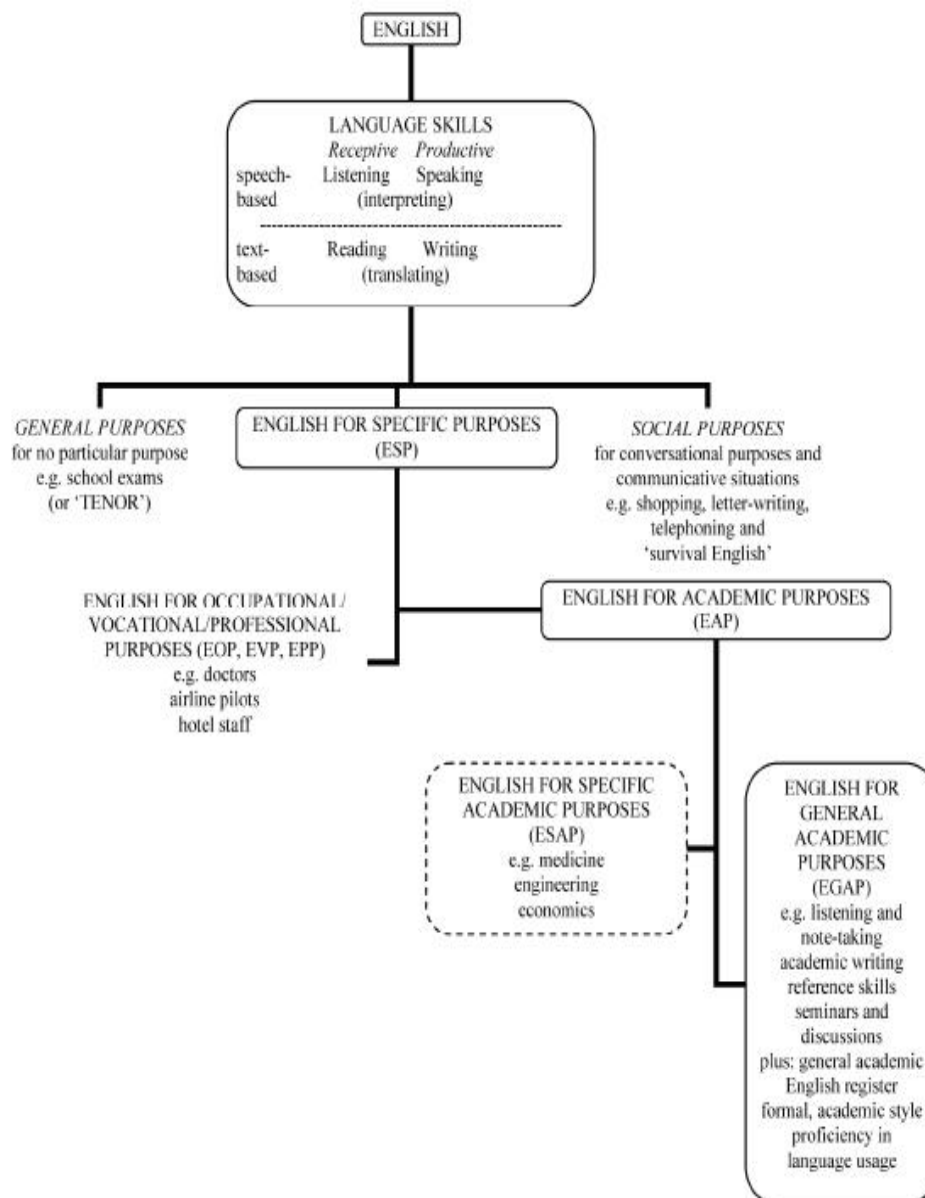 ENGLISH
LANGUAGE SKILLS
Receptive Productive
speech- Listening Speaking
based (interpreting)
text- Reading Writing
based (translating)
GENERAL PURPOSES
for no particular purpose
e.g. school exams
(or ‘TENOR’)
ENGLISH FOR SPECIFIC PURPOSES
(ESP)
SOCIAL PURPOSES
for conversational purposes and
communicative situations
e.g. shopping, letter-writing,
telephoning and
‘survival English’
ENGLISH FOR OCCUPATIONAL/
VOCATIONAL/PROFESSIONAL
PURPOSES (EOP, EVP, EPP)
e.g. doctors
airline pilots
hotel staff
ENGLISH FOR ACADEMIC PURPOSES
(EAP)
ENGLISH FOR SPECIFIC
ACADEMIC PURPOSES
(ESAP)
e.g. medicine
engineering
economics
ENGLISH FOR
GENERAL
ACADEMIC
PURPOSES
(EGAP)
e.g. listening and
note-taking
academic writing
reference skills
seminars and
discussions
plus: general academic
English register
formal, academic style
proficiency in
language usage